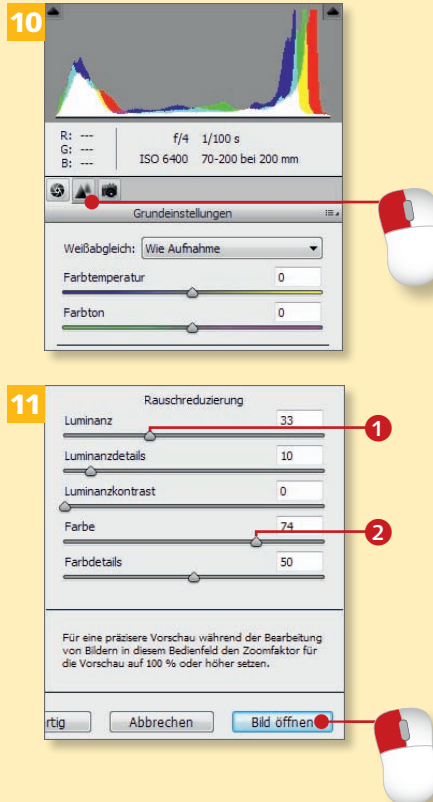 10
R: --- f/4 1/100 s
G: ---
B: --- ISO 6400 70-200 bei 200 mm
Grundeinstellungen
Weißabgleich: Wie Aufnahme
Farbtemperatur 0
Farbton 0
11
Rauschreduzierung
Luminanz 33
1
Luminanzdetails 10
Luminanzkontrast 0
Farbe 74
2
Farbdetails 50
Für eine präzisere Vorschau während der Bearbeitung
von Bildern in diesem Bedienfeld den Zoomfaktor für
die Vorschau auf 100 % oder höher setzen.
rtig Abbrechen Bild öffnen